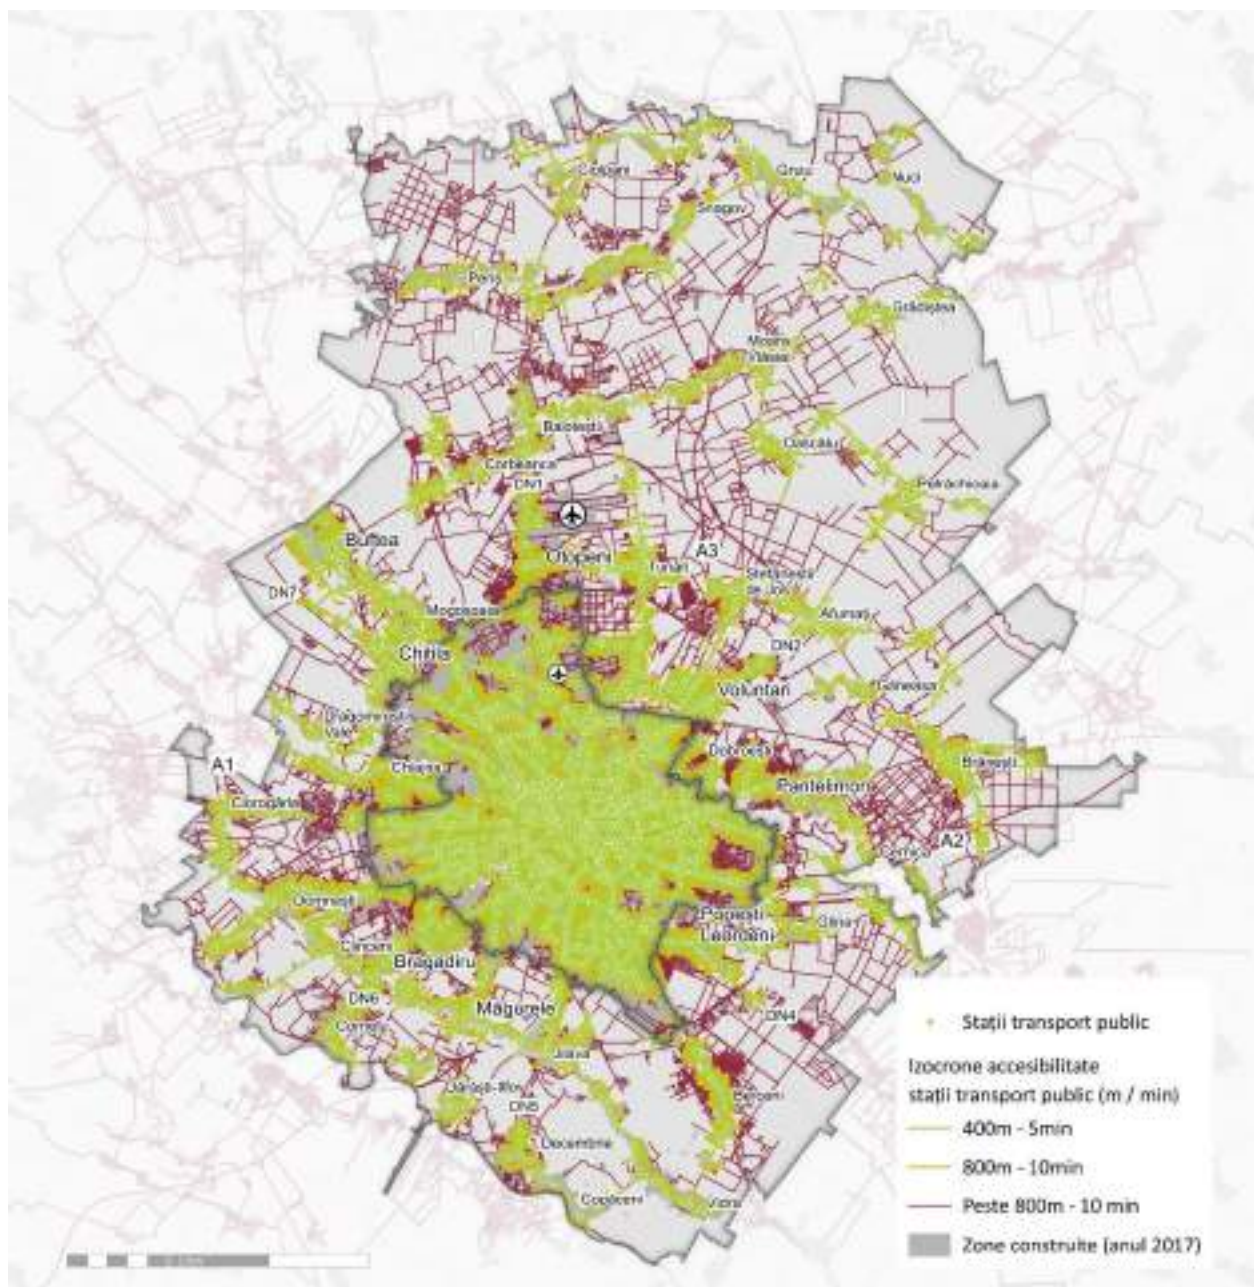 Ciolpani
Gruiu
Nuci
Snagov
Periș
Grădiștea
Moara
Vlăsiei
Balotești
Dascălu
Corbeanca
Petrăchioaia
DN1
Buftea
Otopeni
A3
Tunari
Ștefănești
de Jos
DN7
Mogoșoaia
Afumați
DN2
Chitila
Găneasa
Voluntari
Dragomirești
Vale
Dobroești
Brănești
A1
Chiajna
Pantelimon
Ciorogârla
A2
Cernica
Domnești
Popești
Leordeni
Glina
Clinceni
Bragadiru
DN6
Măgurele
DN4
Cornetu
Jilava
Dărăști-Ilfov
Berceni
DN5
Decembrie
Copăceni
Vidra
Stații transport public
Izocrone accesibilitate
stații transport public (m / min)
400m - 5min
800m - 10min
Peste 800m - 10 min
Zone construite (anul 2017)